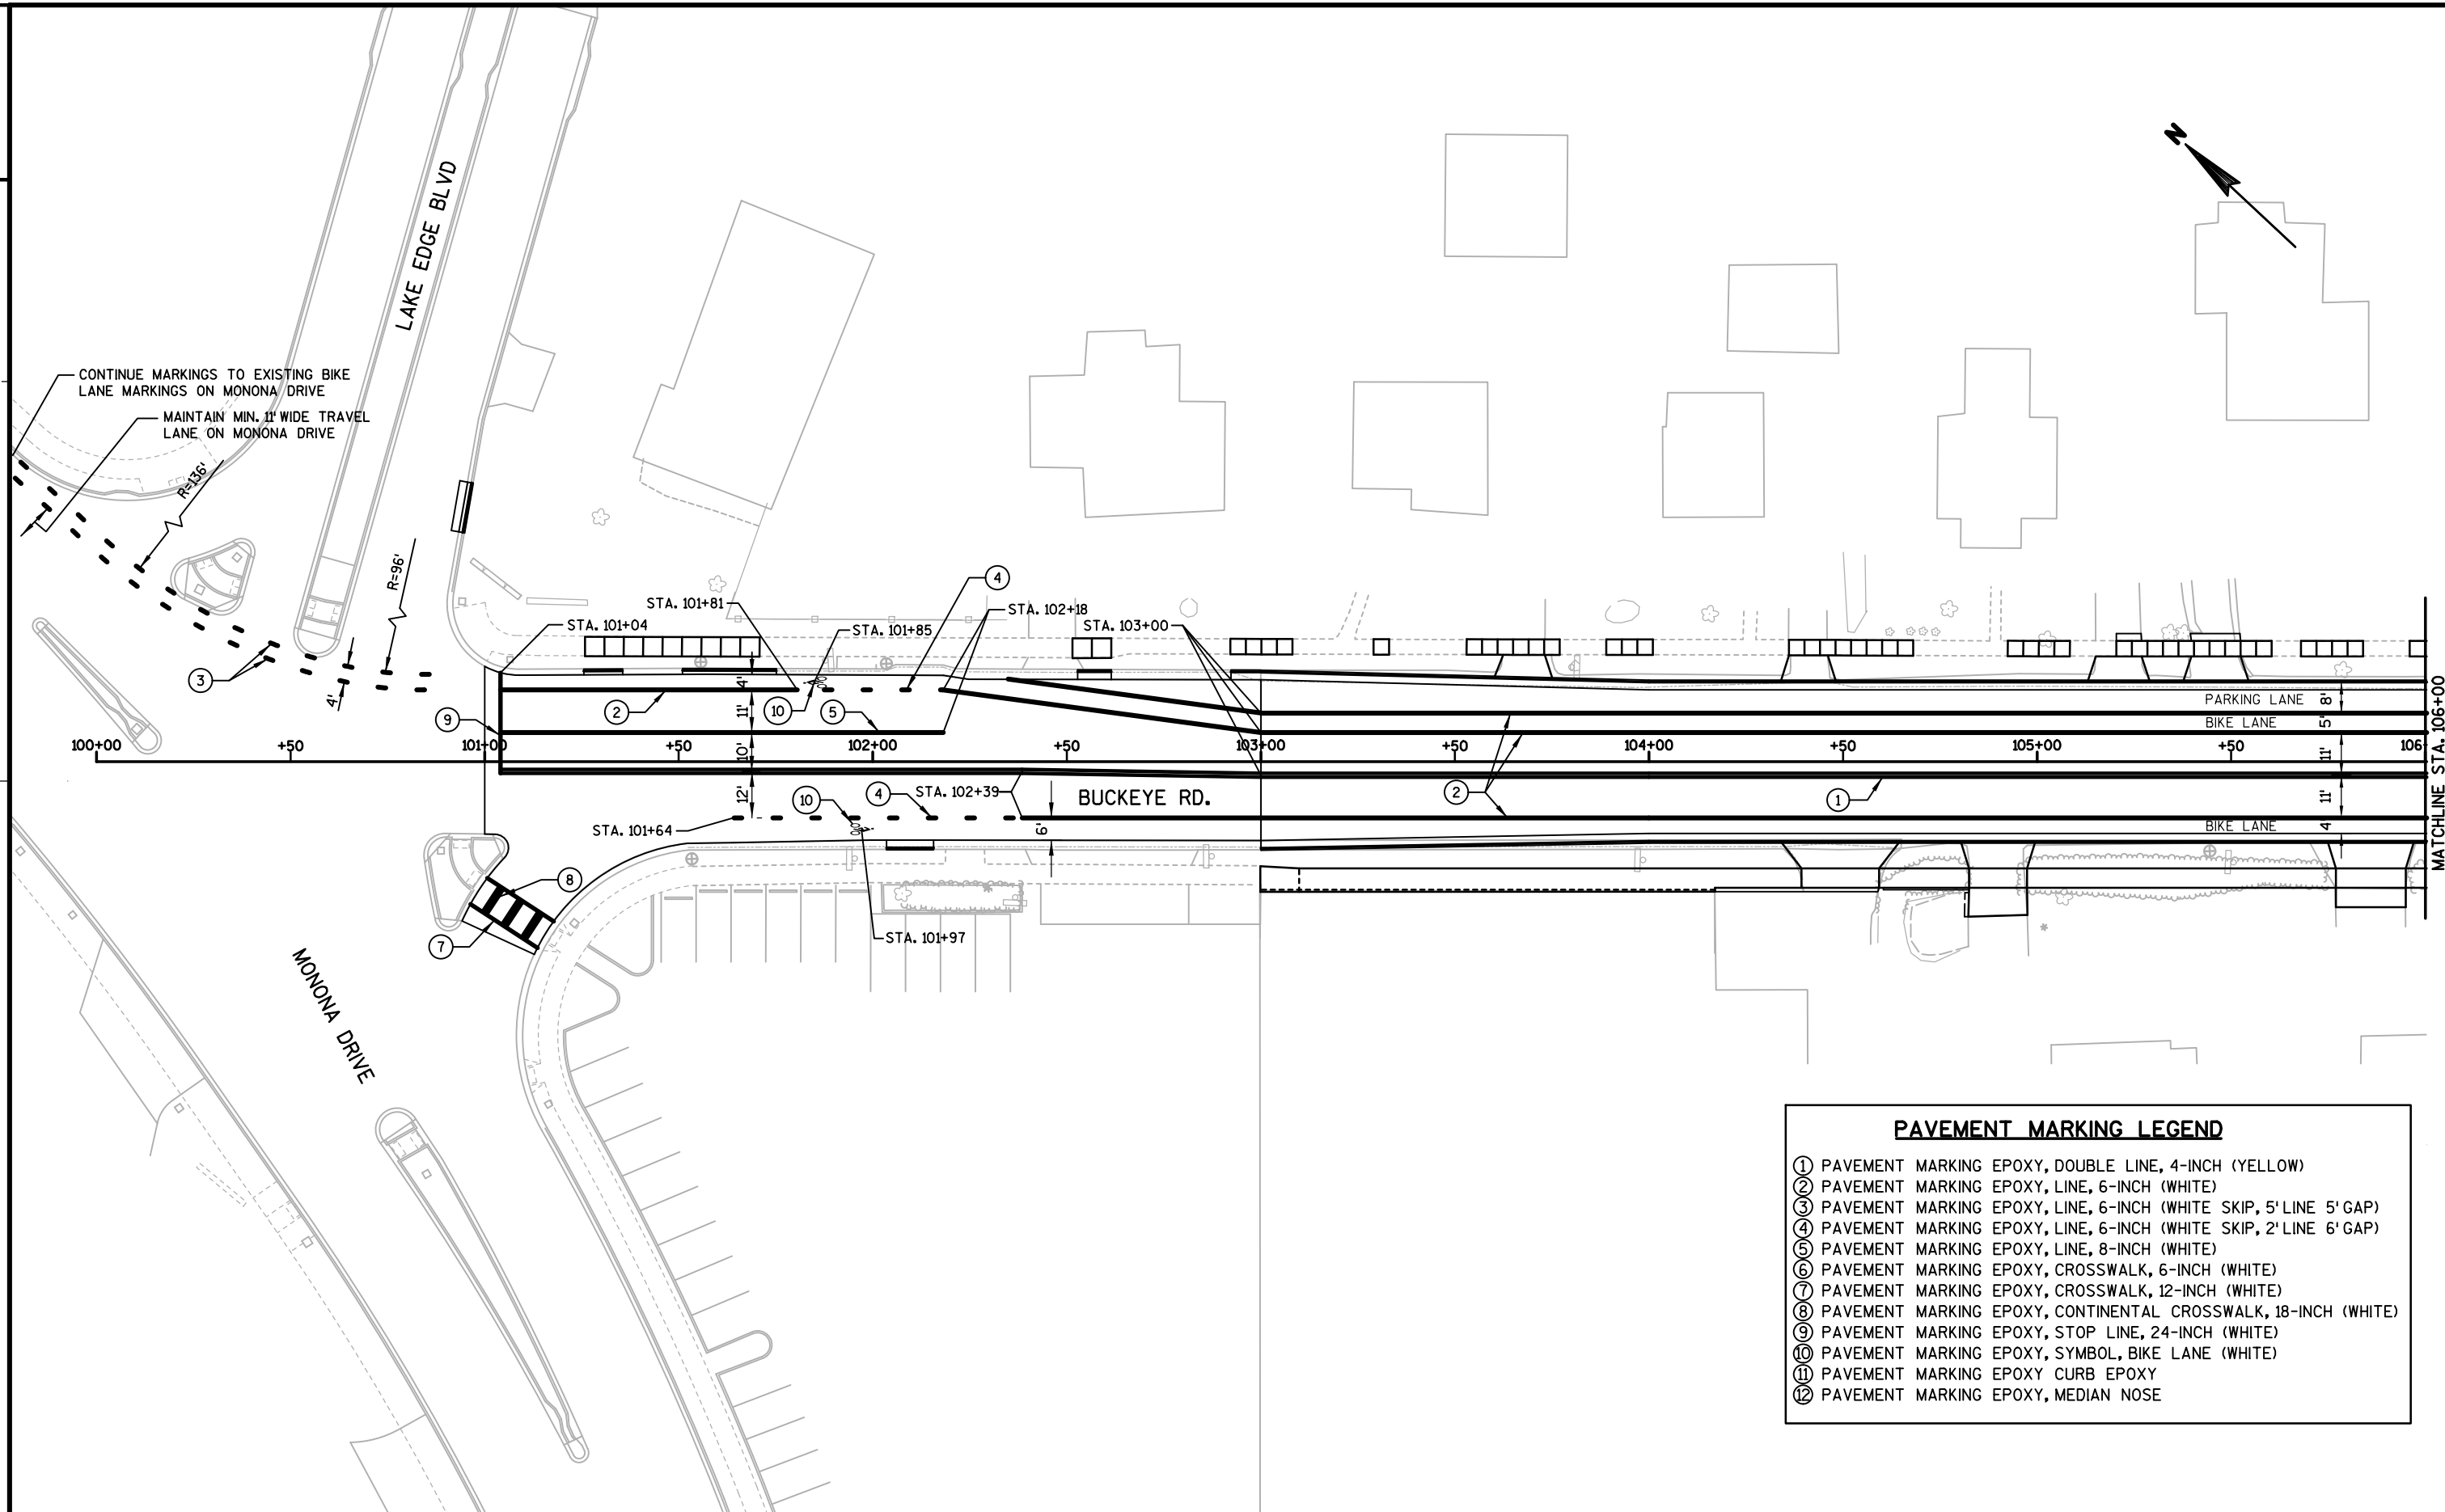 N
LAKE EDGE BLVD
CONTINUE MARKINGS TO EXISTING BIKE
LANE MARKINGS ON MONONA DRIVE
MAINTAIN MIN. 11' WIDE TRAVEL
LANE ON MONONA DRIVE
R=136'
R=96'
4'
3
STA. 101+04
STA. 101+81
STA. 101+85
4
STA. 102+18
STA. 103+00
2
10
5
9
4'
11'
10'
12'
100+00
+50
101+00
+50
102+00
+50
103+00
+50
104+00
+50
105+00
+50
106
PARKING LANE
8'
BIKE LANE
5'
11'
11'
BIKE LANE
4'
MATCHLINE STA. 106+00
10
4
STA. 102+39
BUCKEYE RD.
2
1
STA. 101+64
6'
STA. 101+97
8
7
MONONA DRIVE
PAVEMENT MARKING LEGEND
1 PAVEMENT MARKING EPOXY, DOUBLE LINE, 4-INCH (YELLOW)
2 PAVEMENT MARKING EPOXY, LINE, 6-INCH (WHITE)
3 PAVEMENT MARKING EPOXY, LINE, 6-INCH (WHITE SKIP, 5' LINE 5' GAP)
4 PAVEMENT MARKING EPOXY, LINE, 6-INCH (WHITE SKIP, 2' LINE 6' GAP)
5 PAVEMENT MARKING EPOXY, LINE, 8-INCH (WHITE)
6 PAVEMENT MARKING EPOXY, CROSSWALK, 6-INCH (WHITE)
7 PAVEMENT MARKING EPOXY, CROSSWALK, 12-INCH (WHITE)
8 PAVEMENT MARKING EPOXY, CONTINENTAL CROSSWALK, 18-INCH (WHITE)
9 PAVEMENT MARKING EPOXY, STOP LINE, 24-INCH (WHITE)
10 PAVEMENT MARKING EPOXY, SYMBOL, BIKE LANE (WHITE)
11 PAVEMENT MARKING EPOXY CURB EPOXY
12 PAVEMENT MARKING EPOXY, MEDIAN NOSE